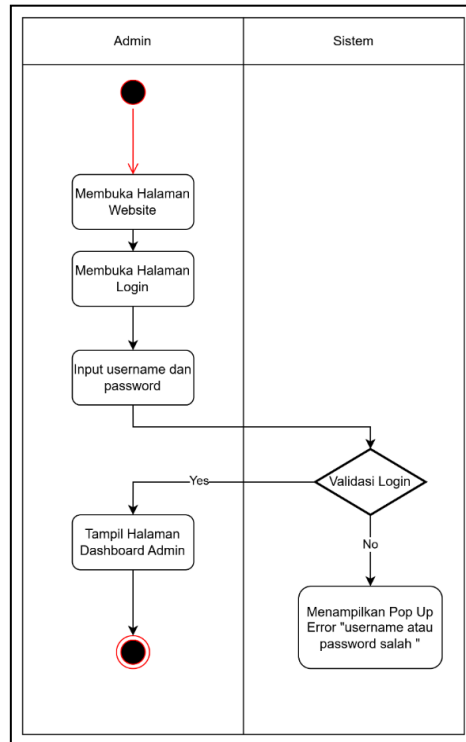 Admin
Sistem
Membuka Halaman
Website
Membuka Halaman
Login
Input username dan
password
Validasi Login
Yes
Tampil Halaman
Dashboard Admin
No
Menampilkan Pop Up
Error "username atau
password salah "